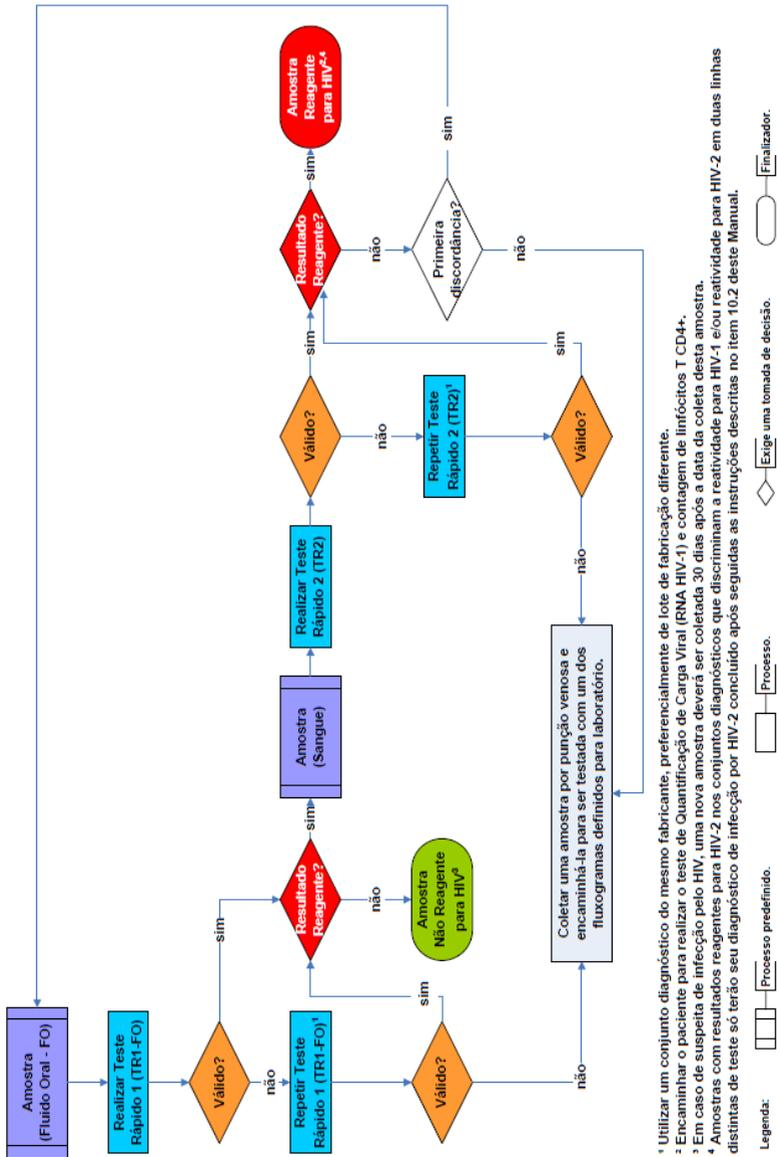 Amostra
(Fluido Oral - FO)
Realizar Teste
Rápido 1 (TR1-FO)
Válido?
sim
não
Repetir Teste
Rápido 1 (TR1-FO)¹
Válido?
sim
não
Resultado
Reagente?
sim
não
Amostra
Não Reagente
para HIV³
Amostra
(Sangue)
Realizar Teste
Rápido 2 (TR2)
Válido?
sim
não
Repetir Teste
Rápido 2 (TR2)¹
Válido?
sim
não
Resultado
Reagente?
sim
não
Amostra
Reagente
para HIV²,⁴
Primeira
discordância?
sim
não
Coletar uma amostra por punção venosa e
encaminhá-la para ser testada com um dos
fluxogramas definidos para laboratório.
¹ Utilizar um conjunto diagnóstico do mesmo fabricante, preferencialmente de lote de fabricação diferente.
² Encaminhar o paciente para realizar o teste de Quantificação de Carga Viral (RNA HIV-1) e contagem de linfócitos T CD4+.
³ Em caso de suspeita de infecção pelo HIV, uma nova amostra deverá ser coletada 30 dias após a data da coleta desta amostra.
⁴ Amostras com resultados reagentes para HIV-2 nos conjuntos diagnósticos que discriminam a reatividade para HIV-1 e/ou reatividade para HIV-2 em duas linhas
distintas de teste só terão seu diagnóstico de infecção por HIV-2 concluído após seguidas as instruções descritas no item 10.2 deste Manual.
Legenda:
Processo predefinido.
Processo.
Exige uma tomada de decisão.
Finalizador.